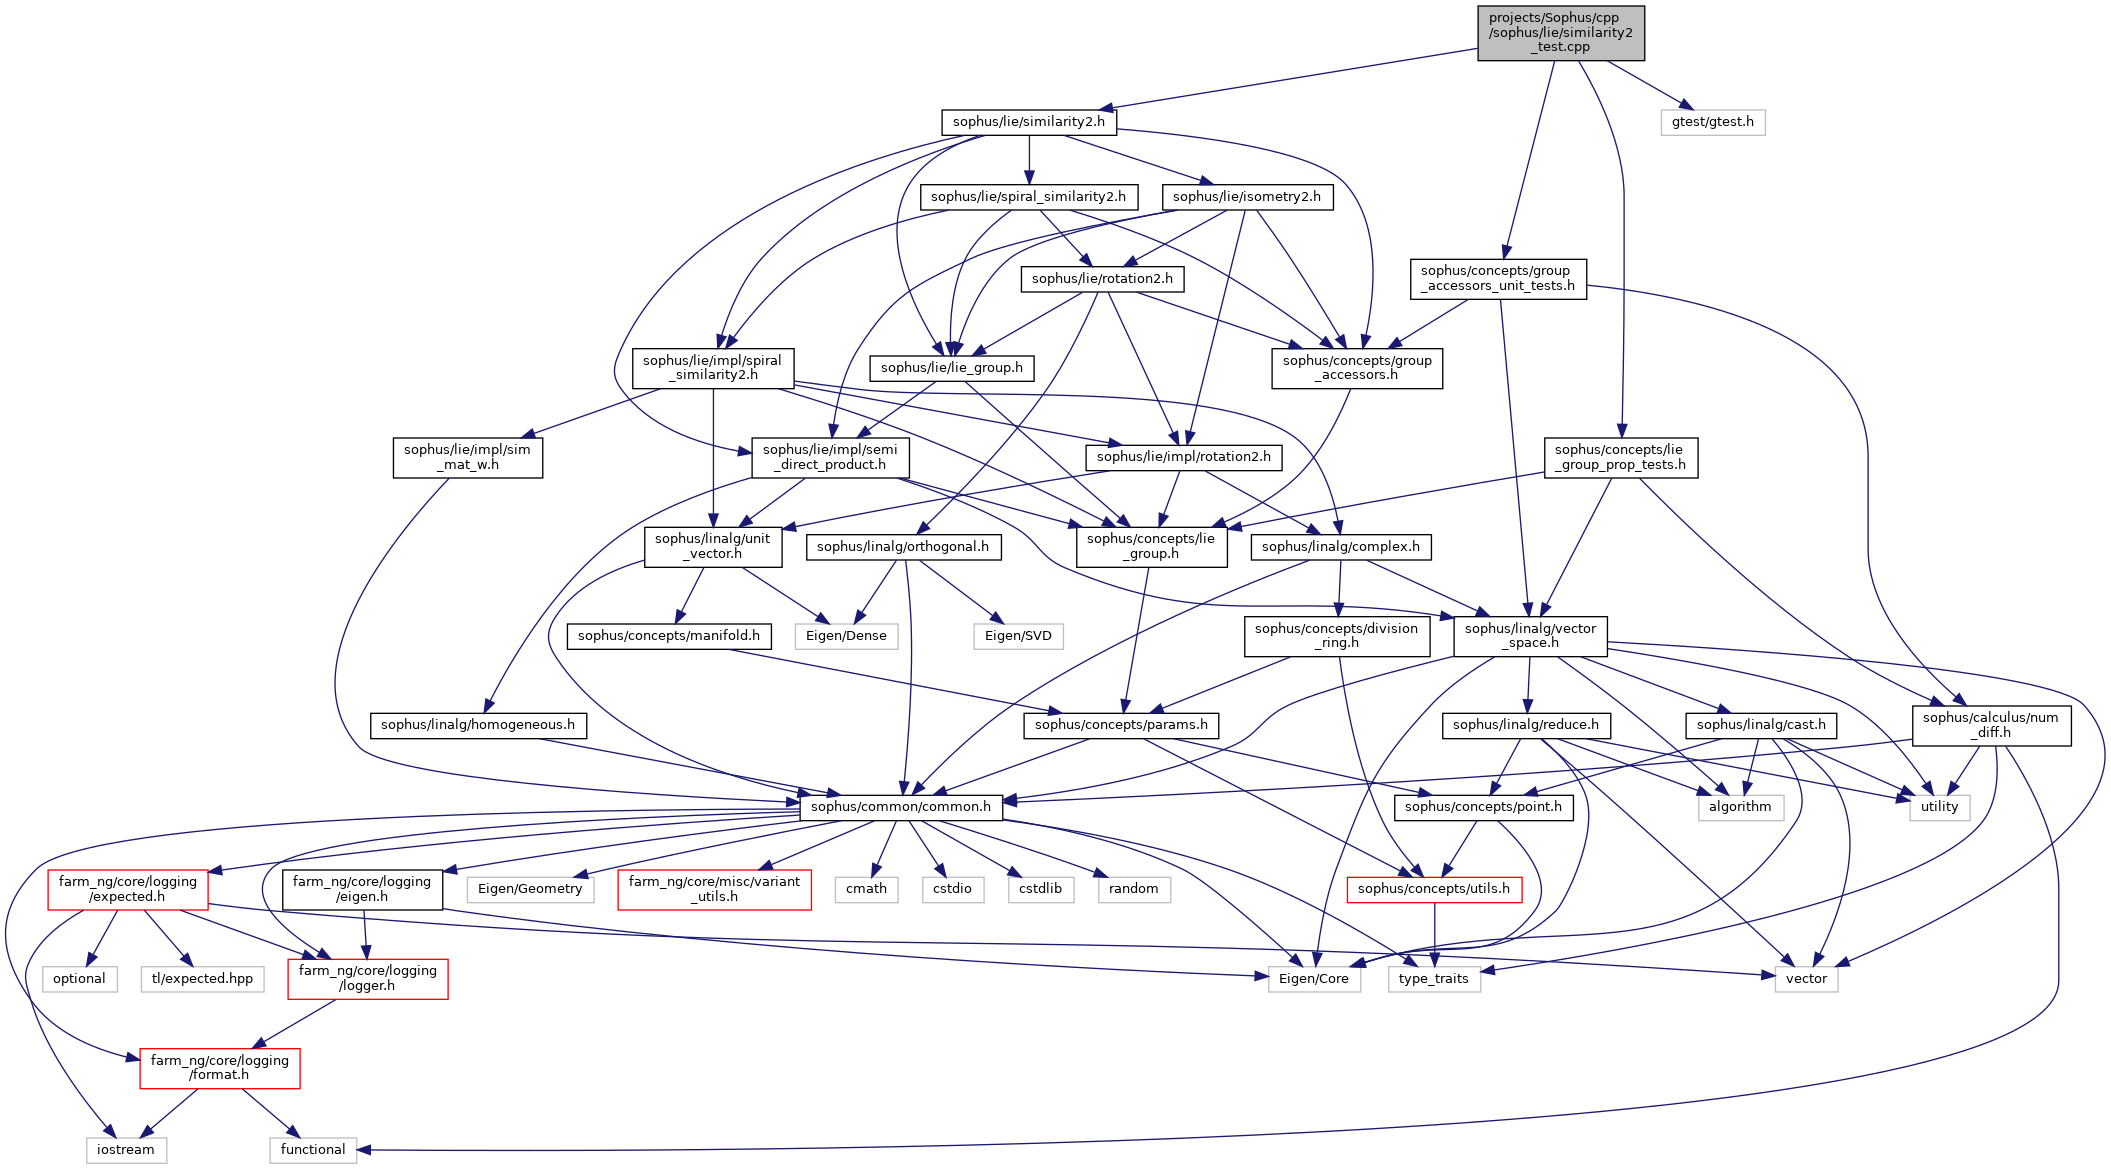 projects/Sophus/cpp
/sophus/lie/similarity2
_test.cpp
sophus/lie/similarity2.h
gtest/gtest.h
sophus/lie/spiral_similarity2.h
sophus/lie/isometry2.h
sophus/lie/rotation2.h
sophus/concepts/group
_accessors_unit_tests.h
sophus/lie/impl/spiral
_similarity2.h
sophus/lie/lie_group.h
sophus/concepts/group
_accessors.h
sophus/lie/impl/sim
_mat_w.h
sophus/lie/impl/semi
_direct_product.h
sophus/lie/impl/rotation2.h
sophus/concepts/lie
_group_prop_tests.h
sophus/linalg/unit
_vector.h
sophus/linalg/orthogonal.h
sophus/concepts/lie
_group.h
sophus/linalg/complex.h
sophus/concepts/manifold.h
Eigen/Dense
Eigen/SVD
sophus/concepts/division
_ring.h
sophus/linalg/vector
_space.h
sophus/linalg/homogeneous.h
sophus/concepts/params.h
sophus/linalg/reduce.h
sophus/linalg/cast.h
sophus/calculus/num
_diff.h
sophus/common/common.h
sophus/concepts/point.h
algorithm
utility
farm_ng/core/logging
/expected.h
farm_ng/core/logging
/eigen.h
Eigen/Geometry
farm_ng/core/misc/variant
_utils.h
cmath
cstdio
cstdlib
random
sophus/concepts/utils.h
optional
tl/expected.hpp
farm_ng/core/logging
/logger.h
Eigen/Core
type_traits
vector
farm_ng/core/logging
/format.h
iostream
functional